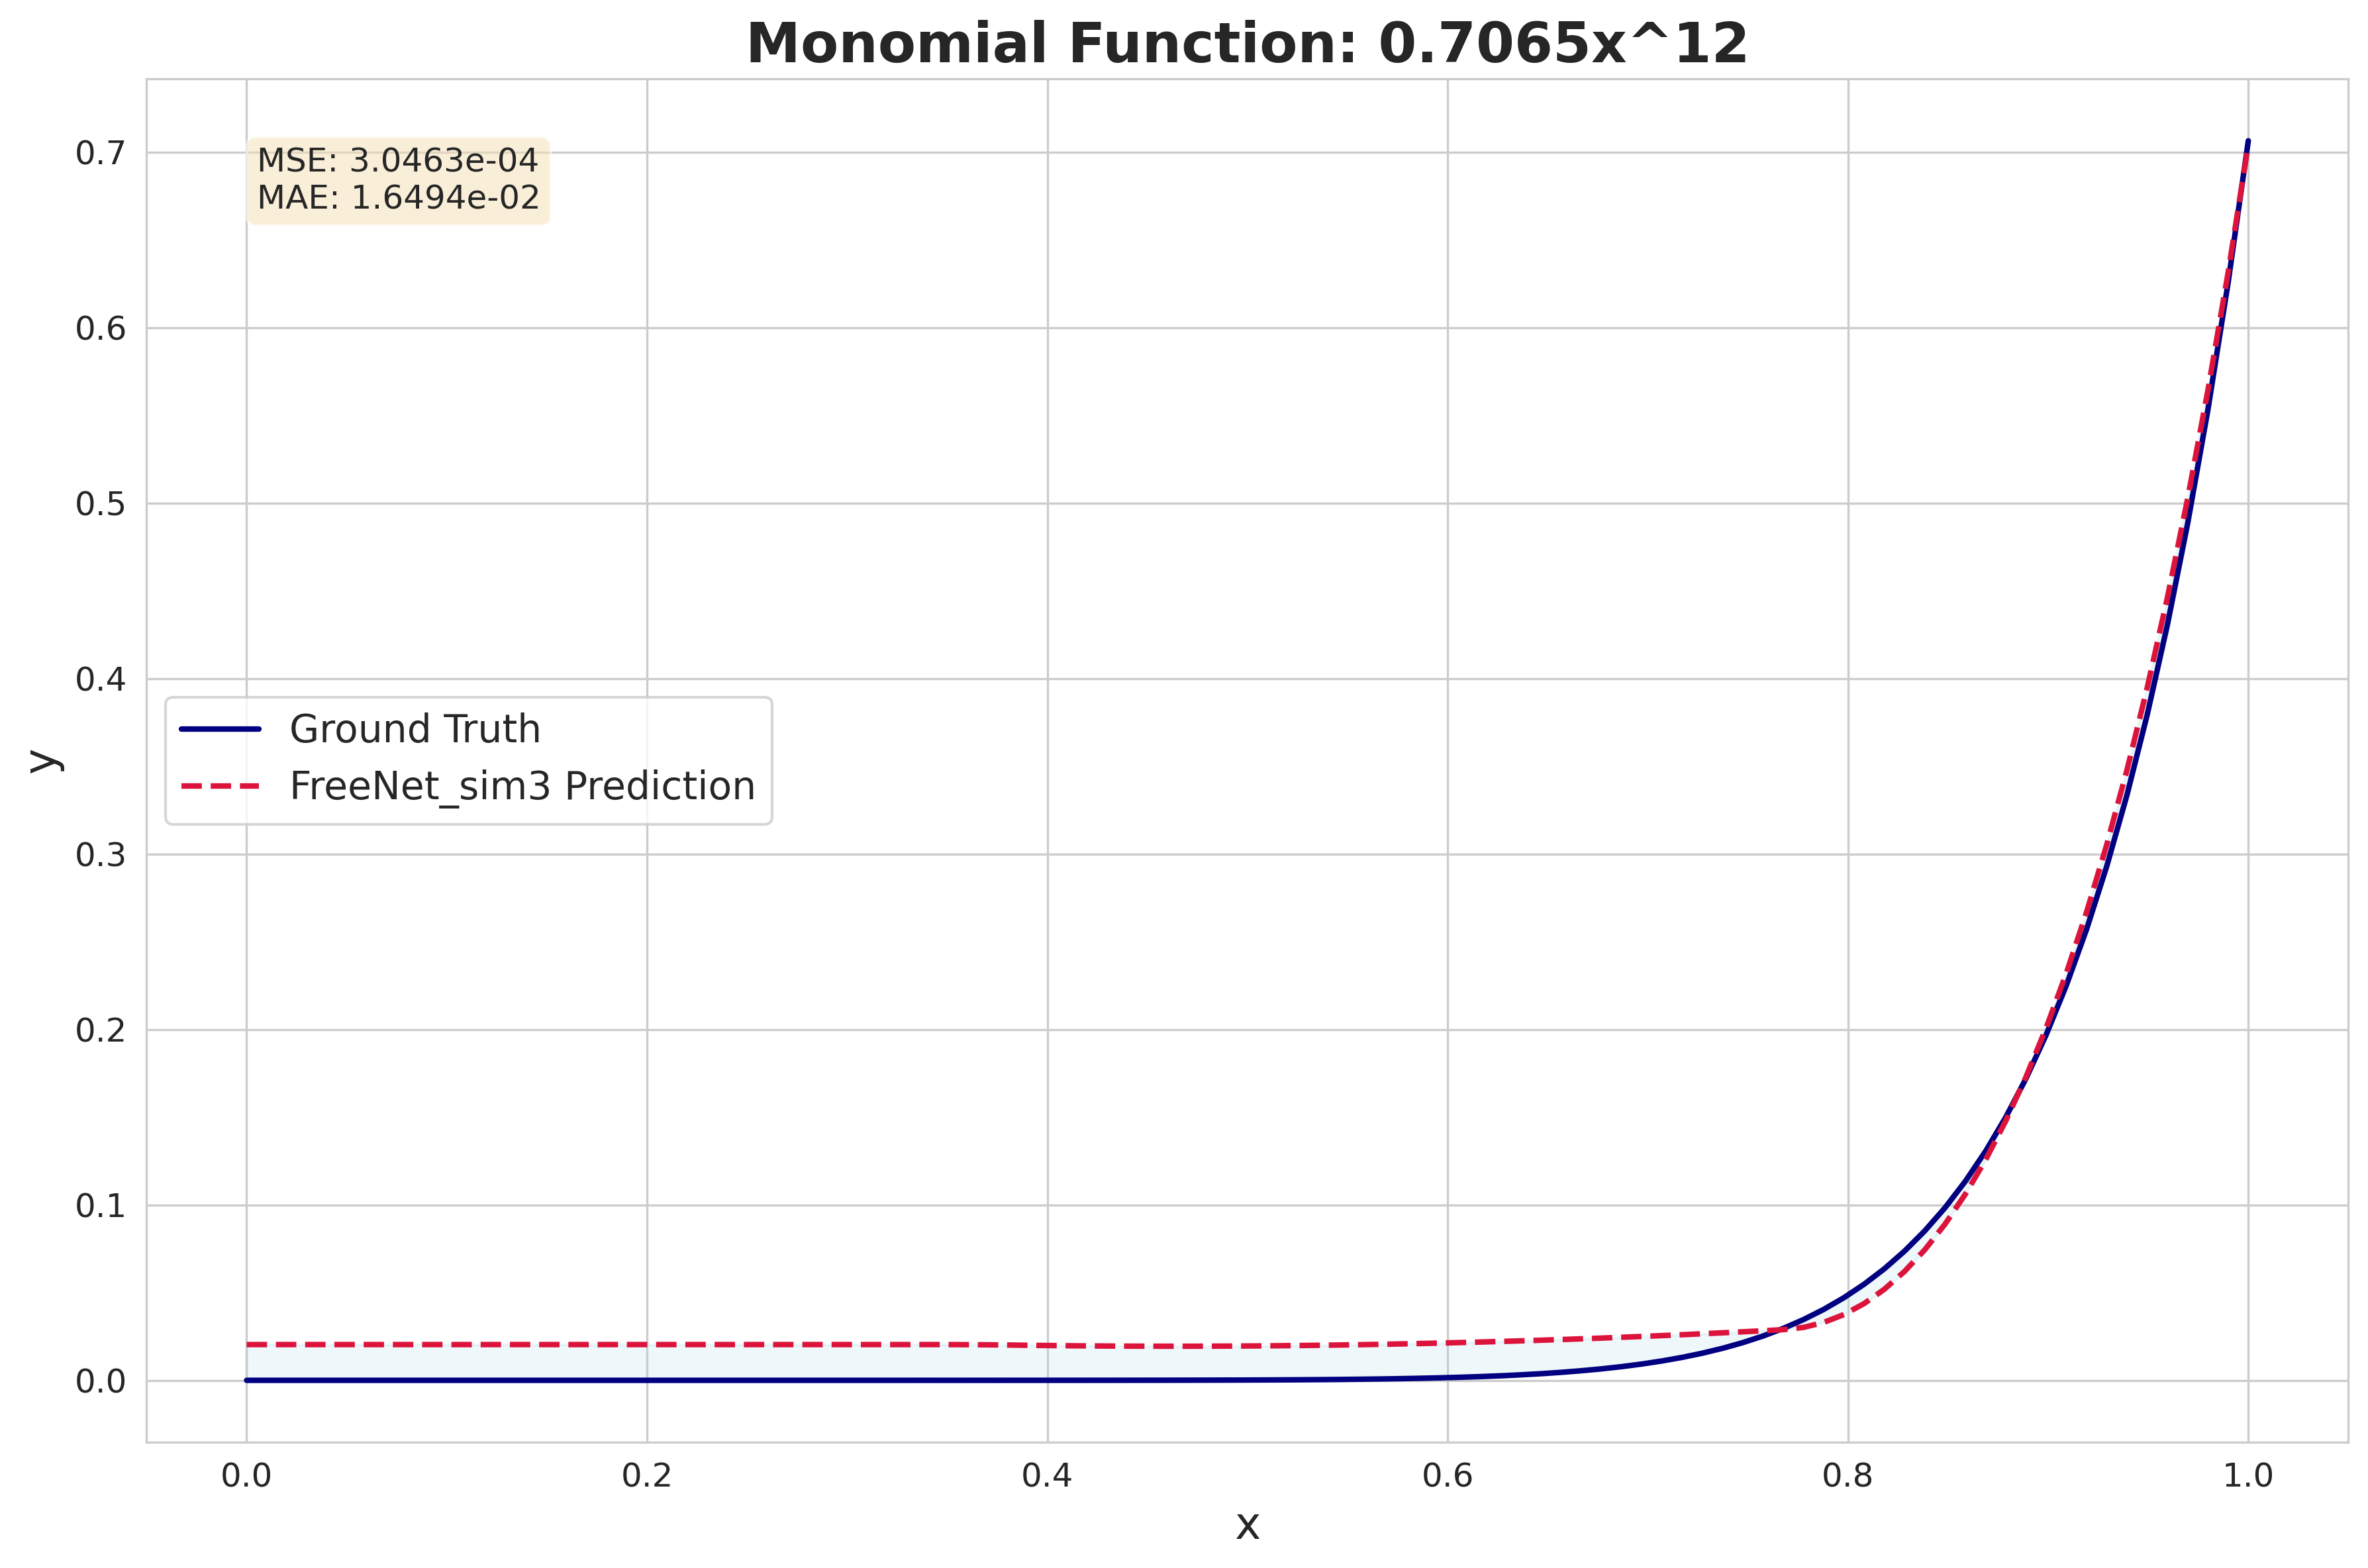 Monomial Function: 0.7065x^12
MSE: 3.0463e-04
MAE: 1.6494e-02
0.7
0.6
0.5
0.4
0.3
0.2
0.1
0.0
y
Ground Truth
FreeNet_sim3 Prediction
0.0 0.2 0.4 0.6 0.8 1.0
x